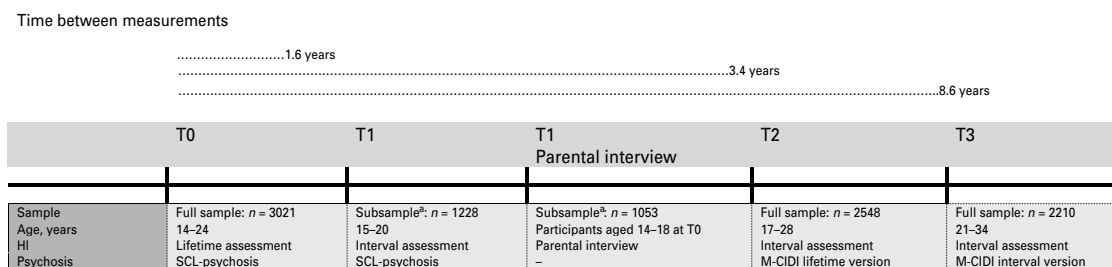 Time between measurements
...........................1.6 years
..........................................................................................................................................3.4 years
..............................................................................................................................................................................................8.6 years
T0 T1 T1 T2 T3
Parental interview
Sample Full sample: n = 3021 Subsampleª: n = 1228 Subsampleª: n = 1053 Full sample: n = 2548 Full sample: n = 2210
Age, years 14–24 15–20 Participants aged 14–18 at T0 17–28 21–34
HI Lifetime assessment Interval assessment Parental interview Interval assessment Interval assessment
Psychosis SCL-psychosis SCL-psychosis – M-CIDI lifetime version M-CIDI interval version